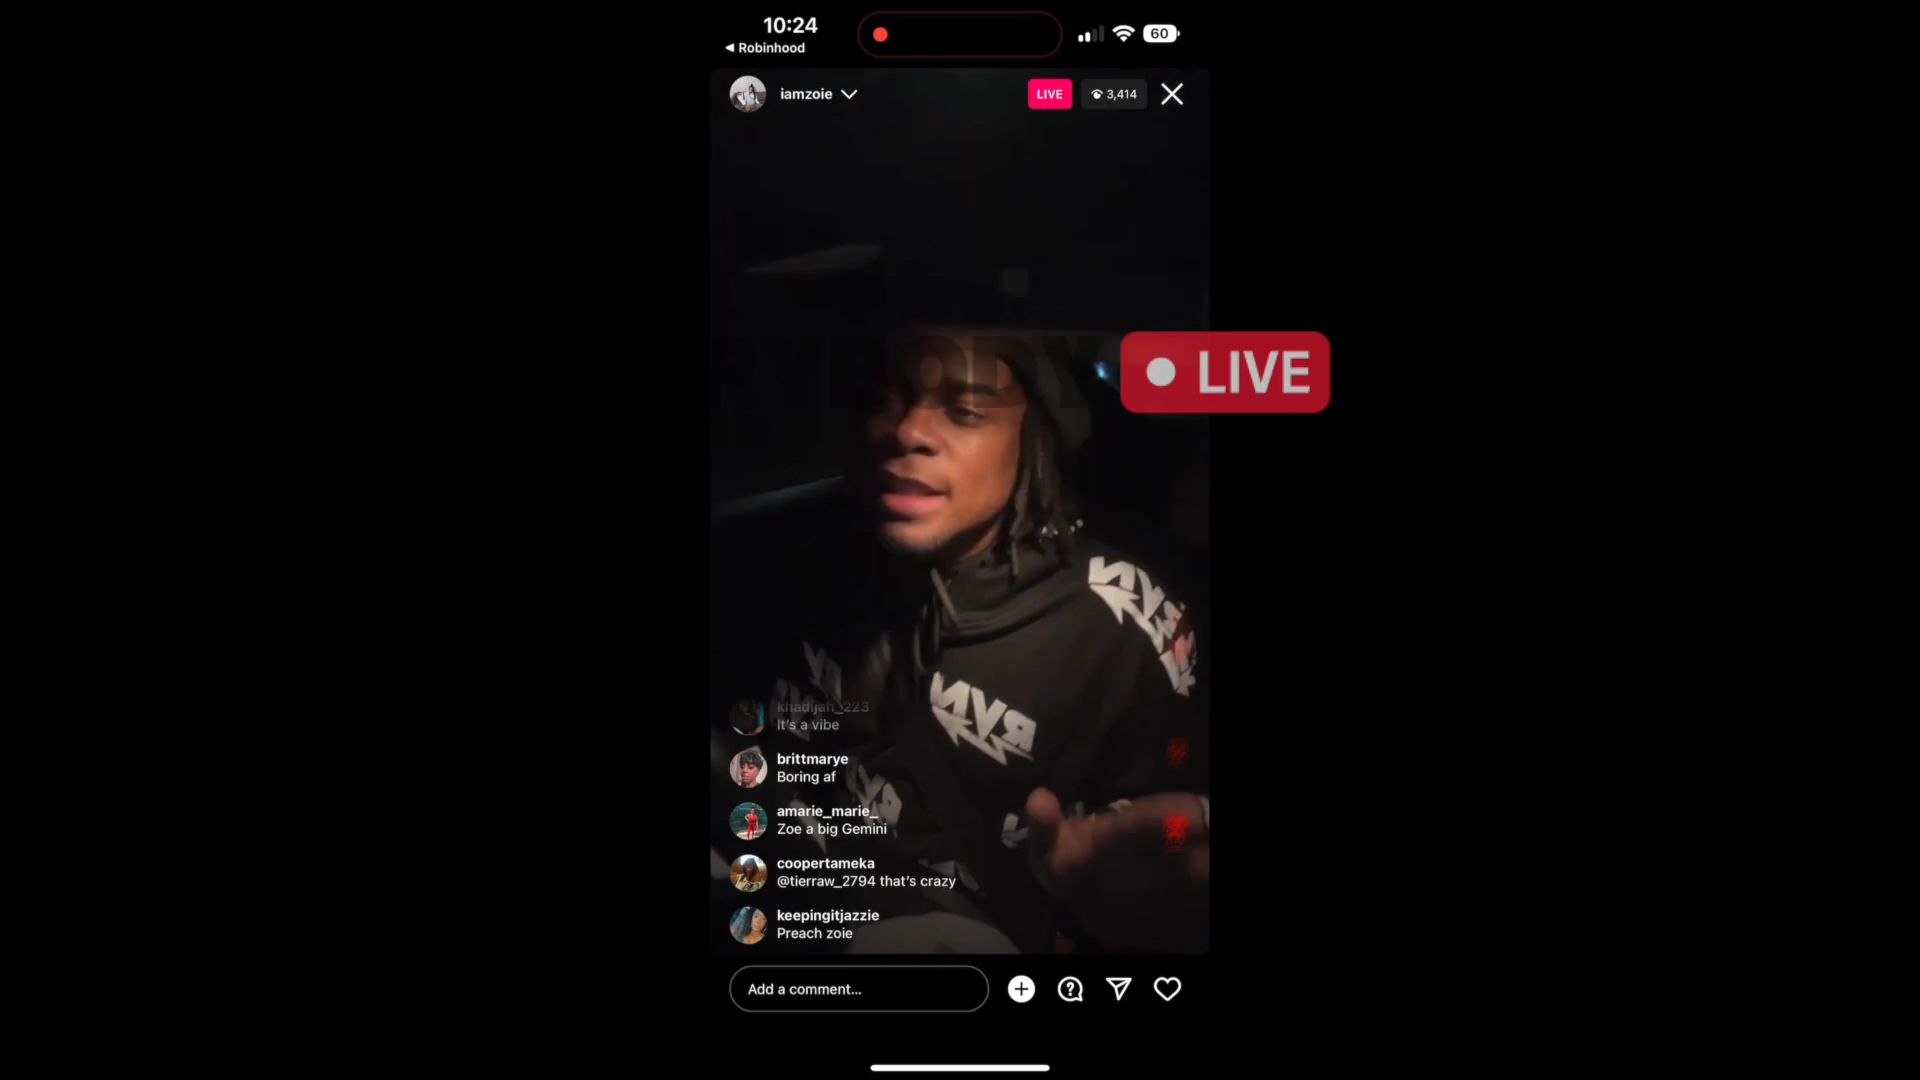 10:24
60
◀ Robinhood
iamzoie
LIVE
3,414
LIVE
khadijah_223
It's a vibe
brittmarye
Boring af
amarie_marie_
Zoe a big Gemini
coopertameka
@tierraw_2794 that's crazy
keepingitjazzie
Preach zoie
Add a comment...